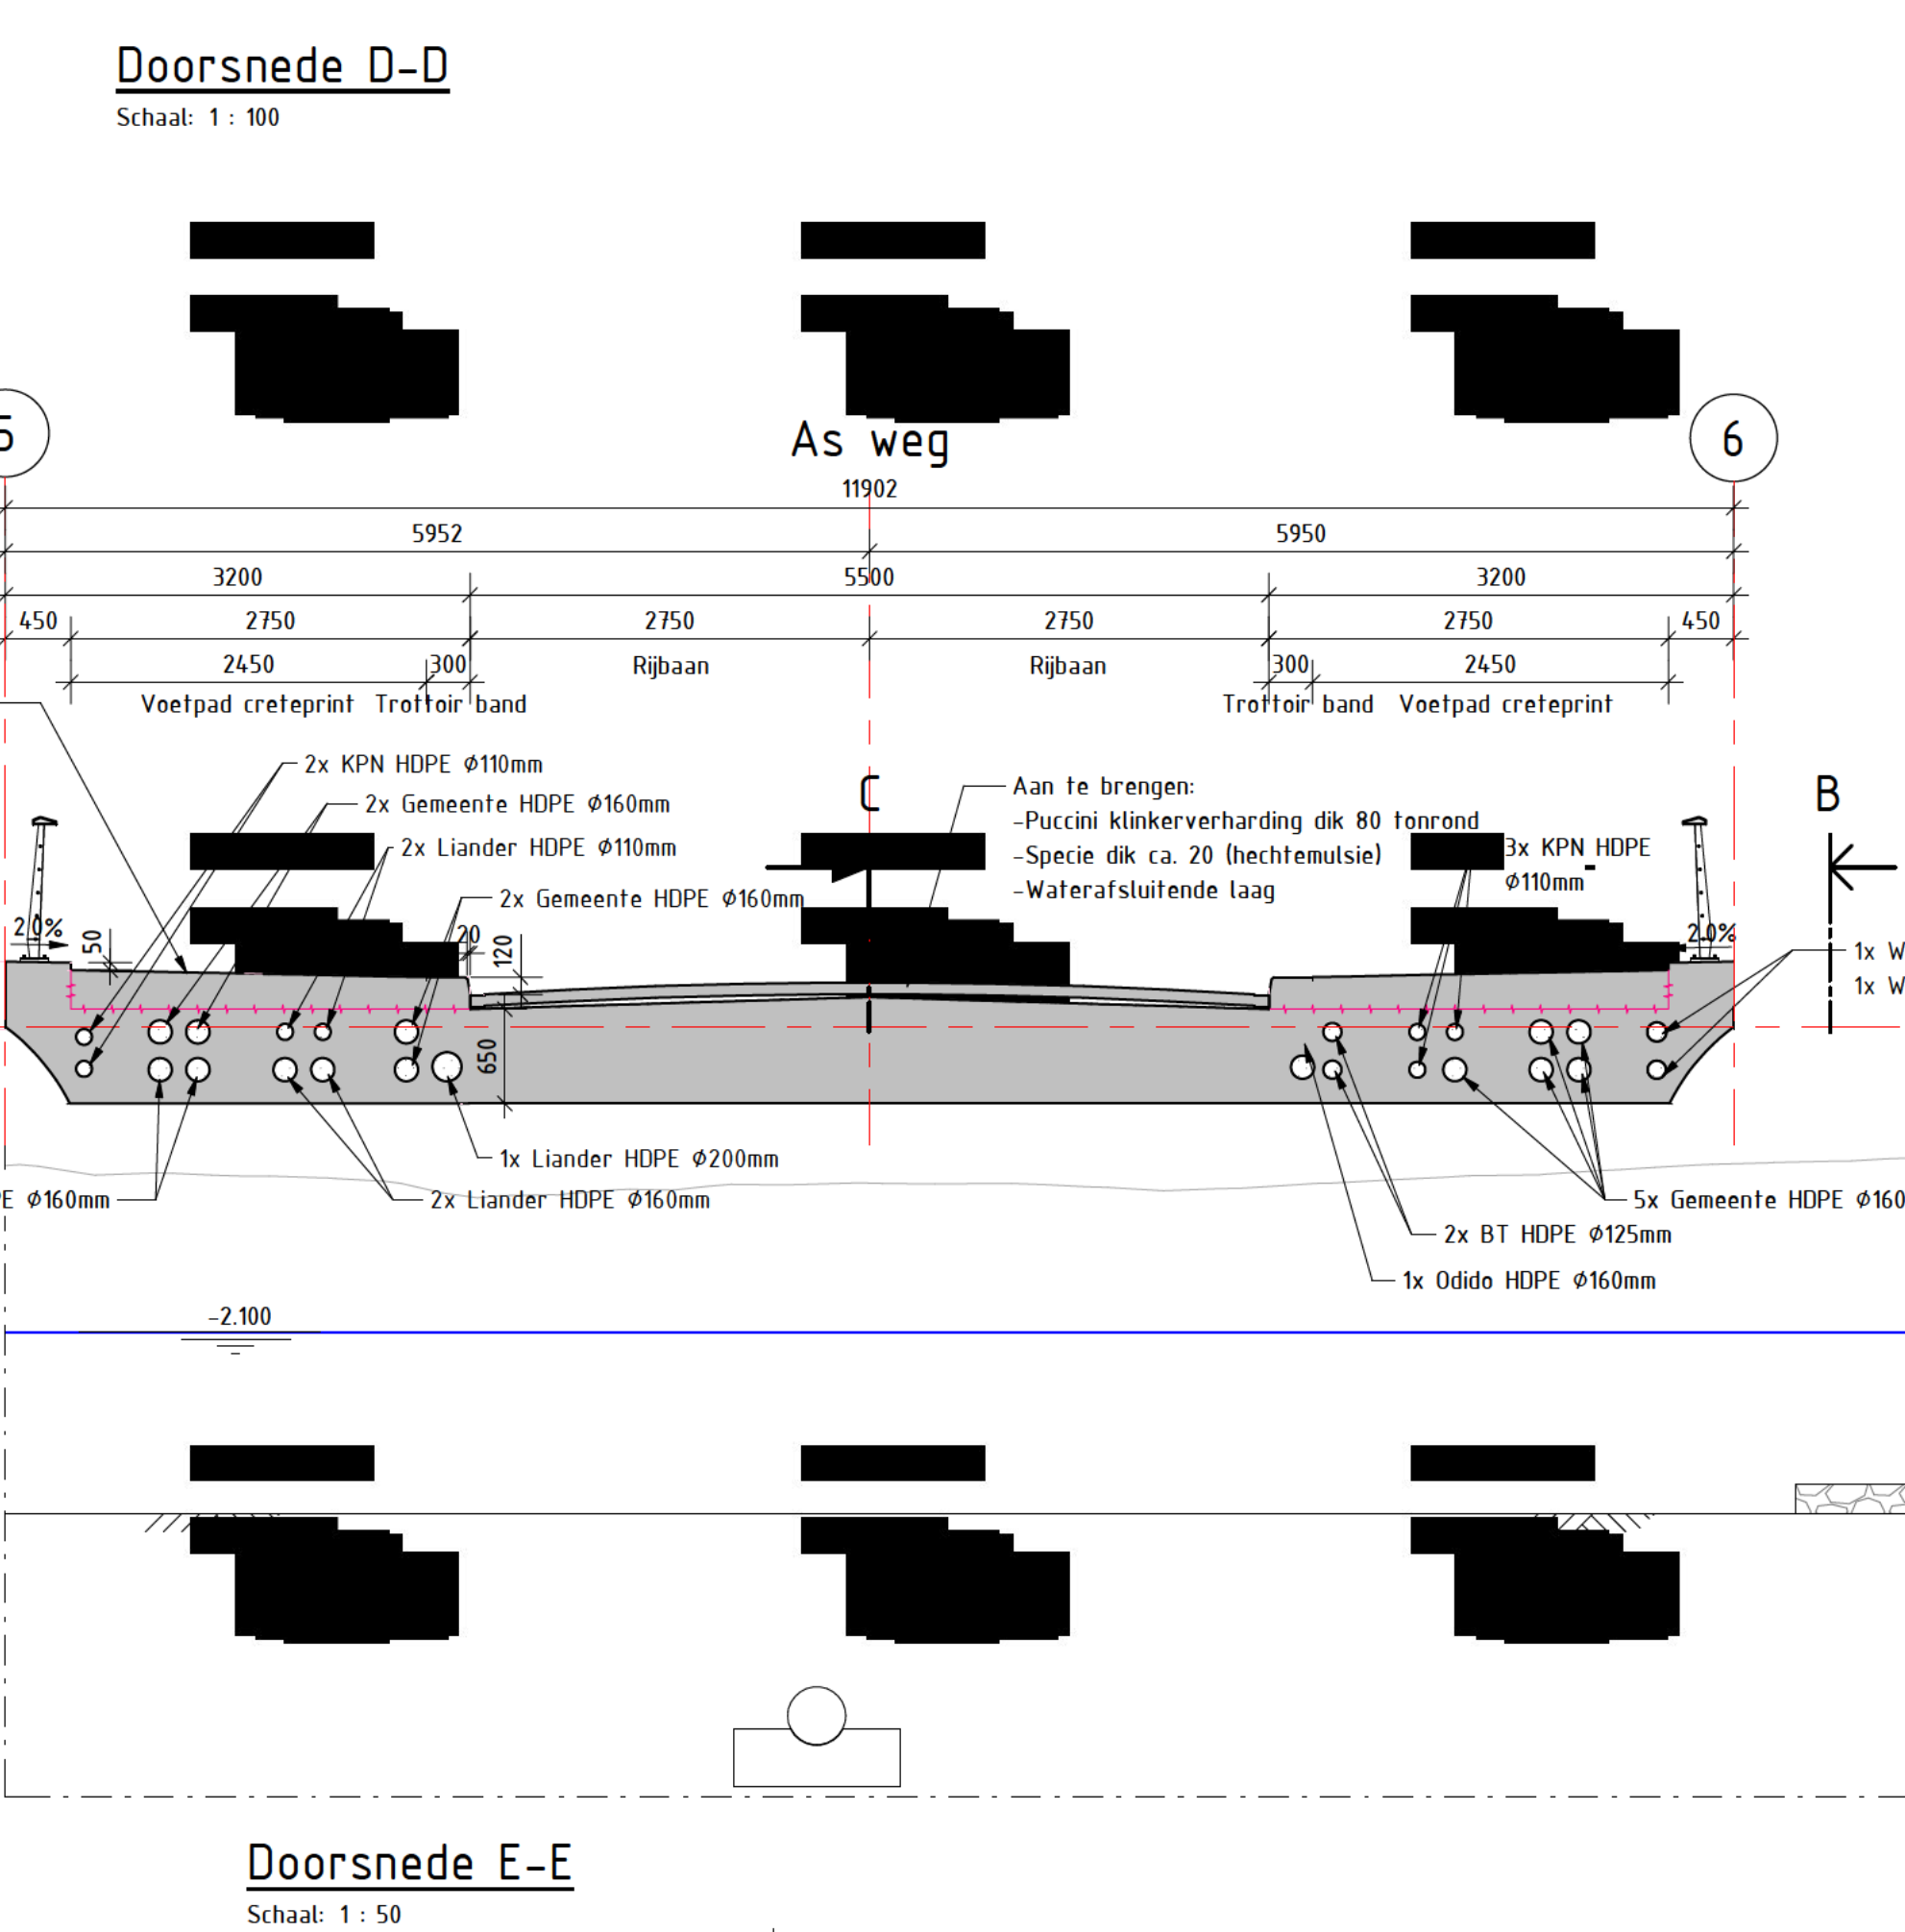 Doorsnede D-D
Schaal: 1 : 100
5
As weg
6
11902
5952
5950
3200
5500
3200
450
2750
2750
2750
2750
450
2450
300
Rijbaan
Rijbaan
300
2450
Voetpad creteprint
Trottoir band
Trottoir band
Voetpad creteprint
2x KPN HDPE Ø110mm
2x Gemeente HDPE Ø160mm
2x Liander HDPE Ø110mm
2x Gemeente HDPE Ø160mm
C
Aan te brengen:
-Puccini klinkerverharding dik 80 tonrond
-Specie dik ca. 20 (hechtemulsie)
-Waterafsluitende laag
3x KPN HDPE
Ø110mm
B
2.0%
50
20
120
2.0%
1x W
1x W
650
1x Liander HDPE Ø200mm
E Ø160mm
2x Liander HDPE Ø160mm
5x Gemeente HDPE Ø160
2x BT HDPE Ø125mm
1x Odido HDPE Ø160mm
-2.100
Doorsnede E-E
Schaal: 1 : 50